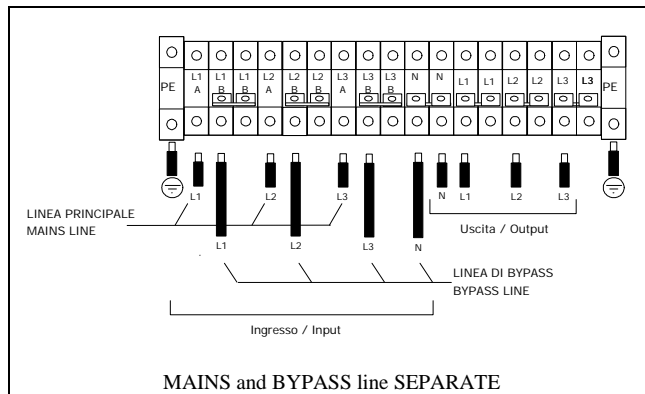 PE L1 L1 L1 L2 L2 L2 L3 L3 L3 N N L1 L1 L2 L2 L3 L3 PE
A B B A B B A B B
L1 L2 L3 N L1 L2 L3
LINEA PRINCIPALE
MAINS LINE
Uscita / Output
L1 L2 L3 N
LINEA DI BYPASS
BYPASS LINE
Ingresso / Input
MAINS and BYPASS line SEPARATE